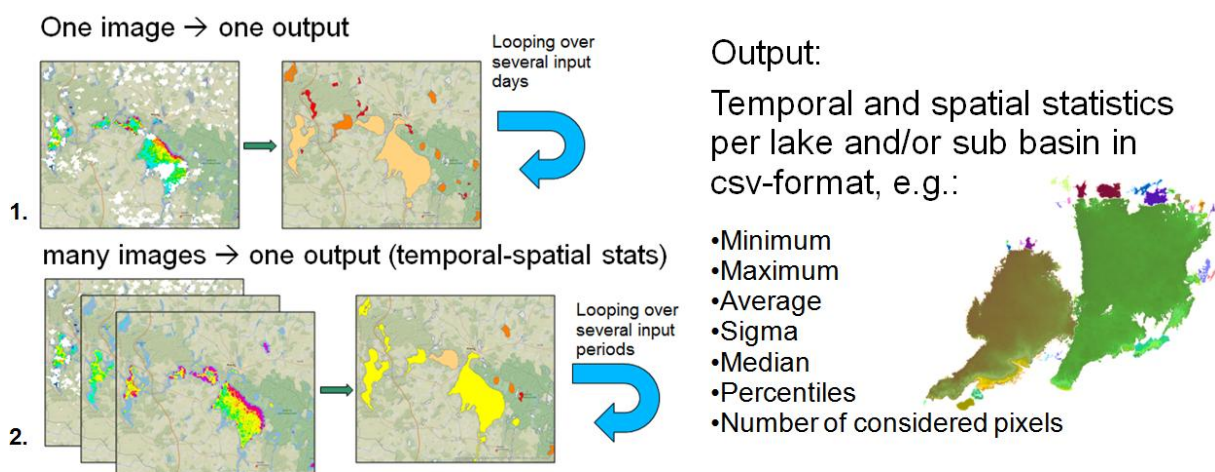 One image → one output
Looping over
several input
days
1.
many images → one output (temporal-spatial stats)
Looping over
several input
periods
2.
Output:
Temporal and spatial statistics
per lake and/or sub basin in
csv-format, e.g.:
•Minimum
•Maximum
•Average
•Sigma
•Median
•Percentiles
•Number of considered pixels